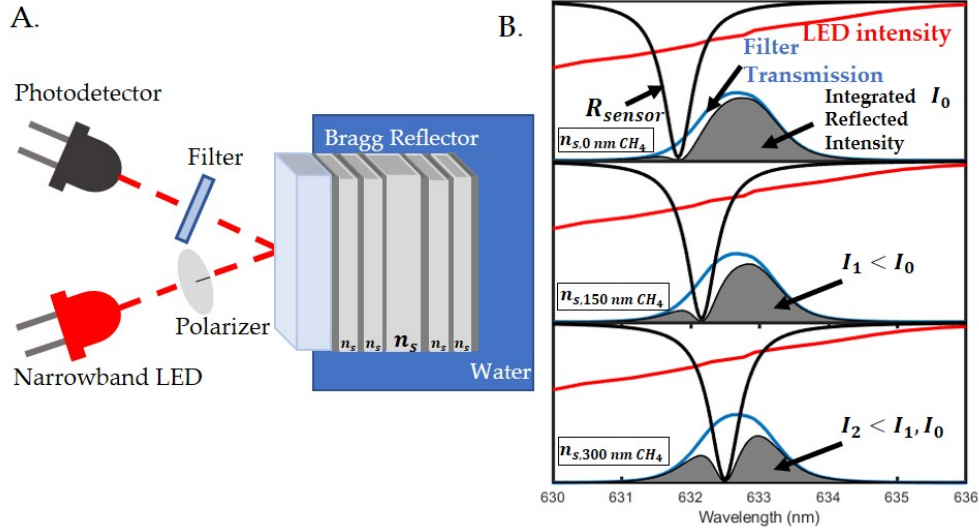 A.
Photodetector
Filter
Bragg Reflector
Polarizer
Narrowband LED
n_s n_s n_s n_s n_s
Water
B.
LED intensity
Filter
Transmission
R_sensor
Integrated
Reflected
Intensity
I_0
n_s,0 nm CH_4
I_1 < I_0
n_s,150 nm CH_4
I_2 < I_1, I_0
n_s,300 nm CH_4
630 631 632 633 634 635 636
Wavelength (nm)